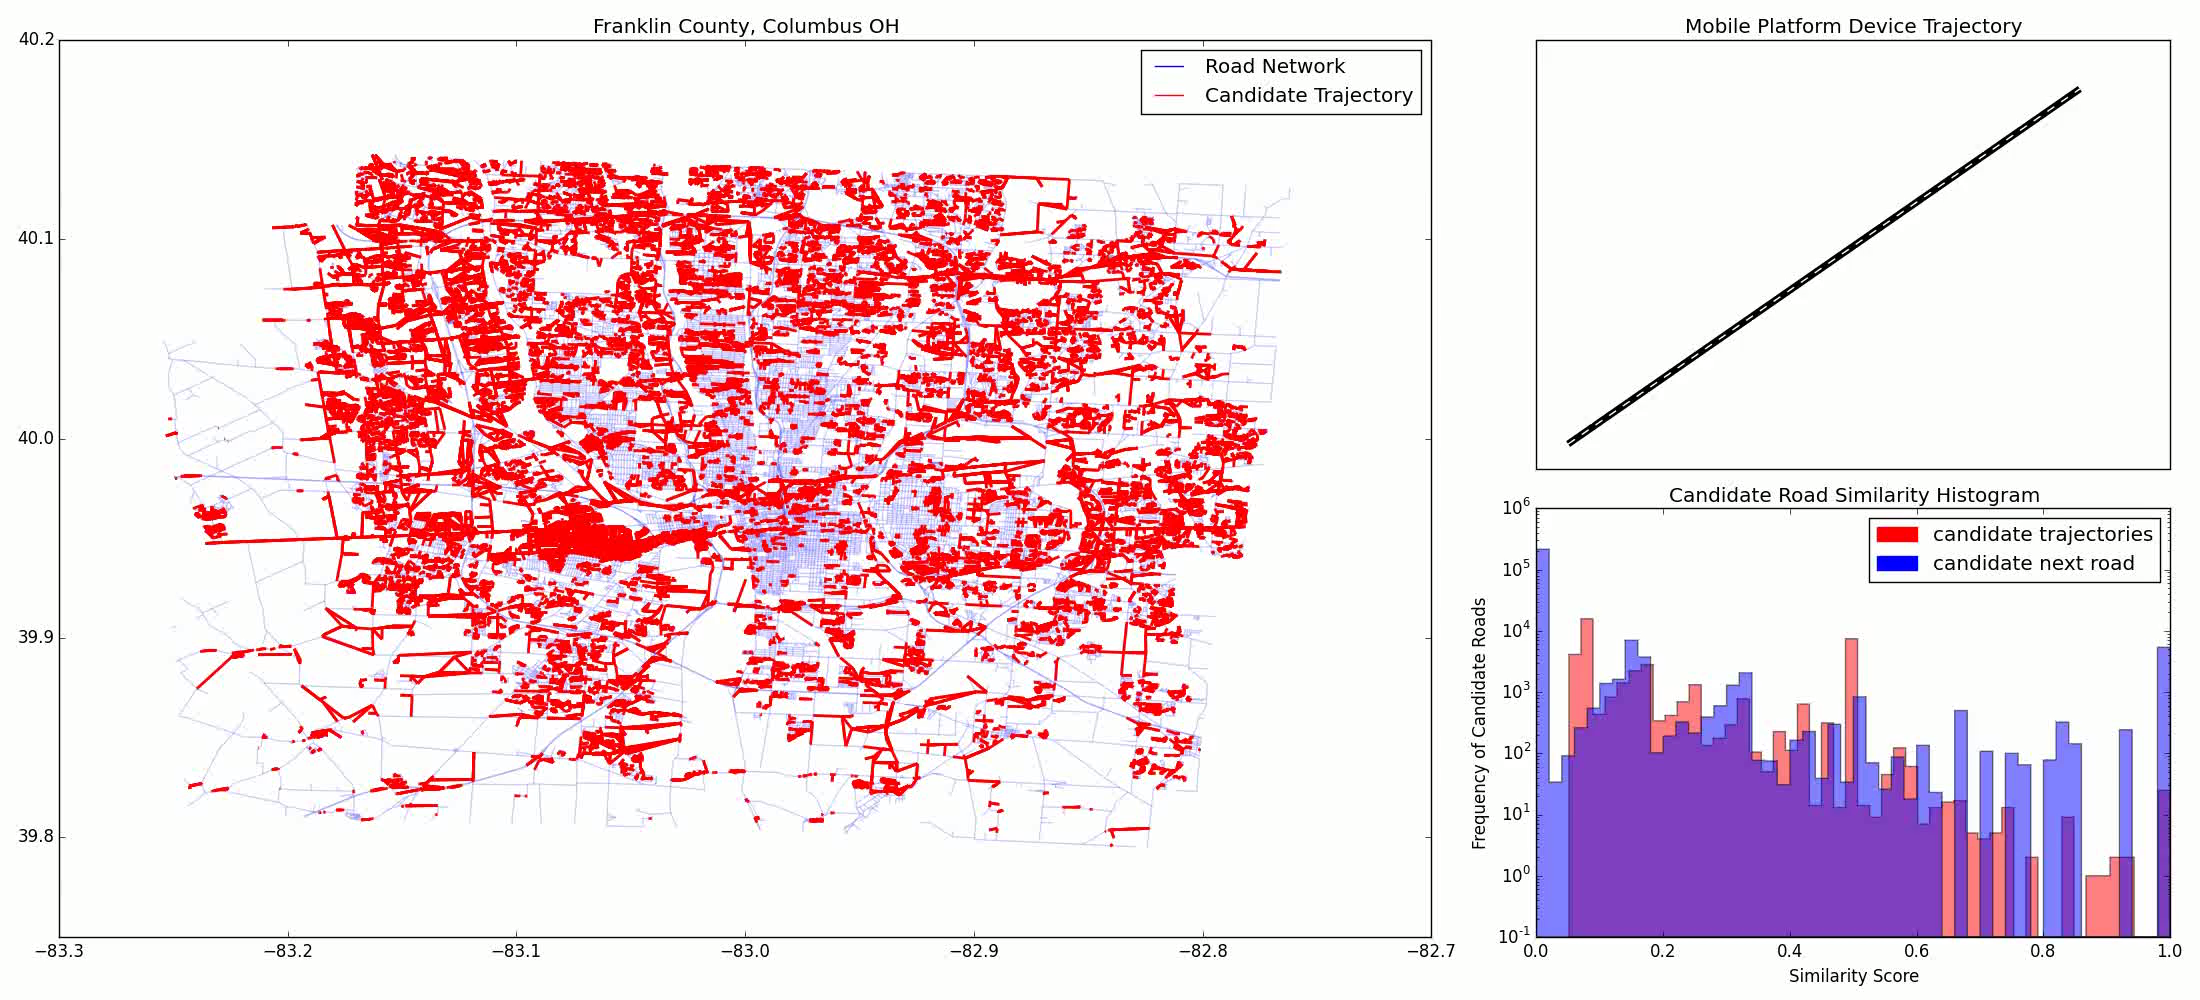 Franklin County, Columbus OH
40.2
40.1
40.0
39.9
39.8
−83.3 −83.2 −83.1 −83.0 −82.9 −82.8 −82.7
Road Network
Candidate Trajectory
Mobile Platform Device Trajectory
Candidate Road Similarity Histogram
10^6
10^5
10^4
10^3
10^2
10^1
10^0
10^-1
Frequency of Candidate Roads
candidate trajectories
candidate next road
0.0 0.2 0.4 0.6 0.8 1.0
Similarity Score